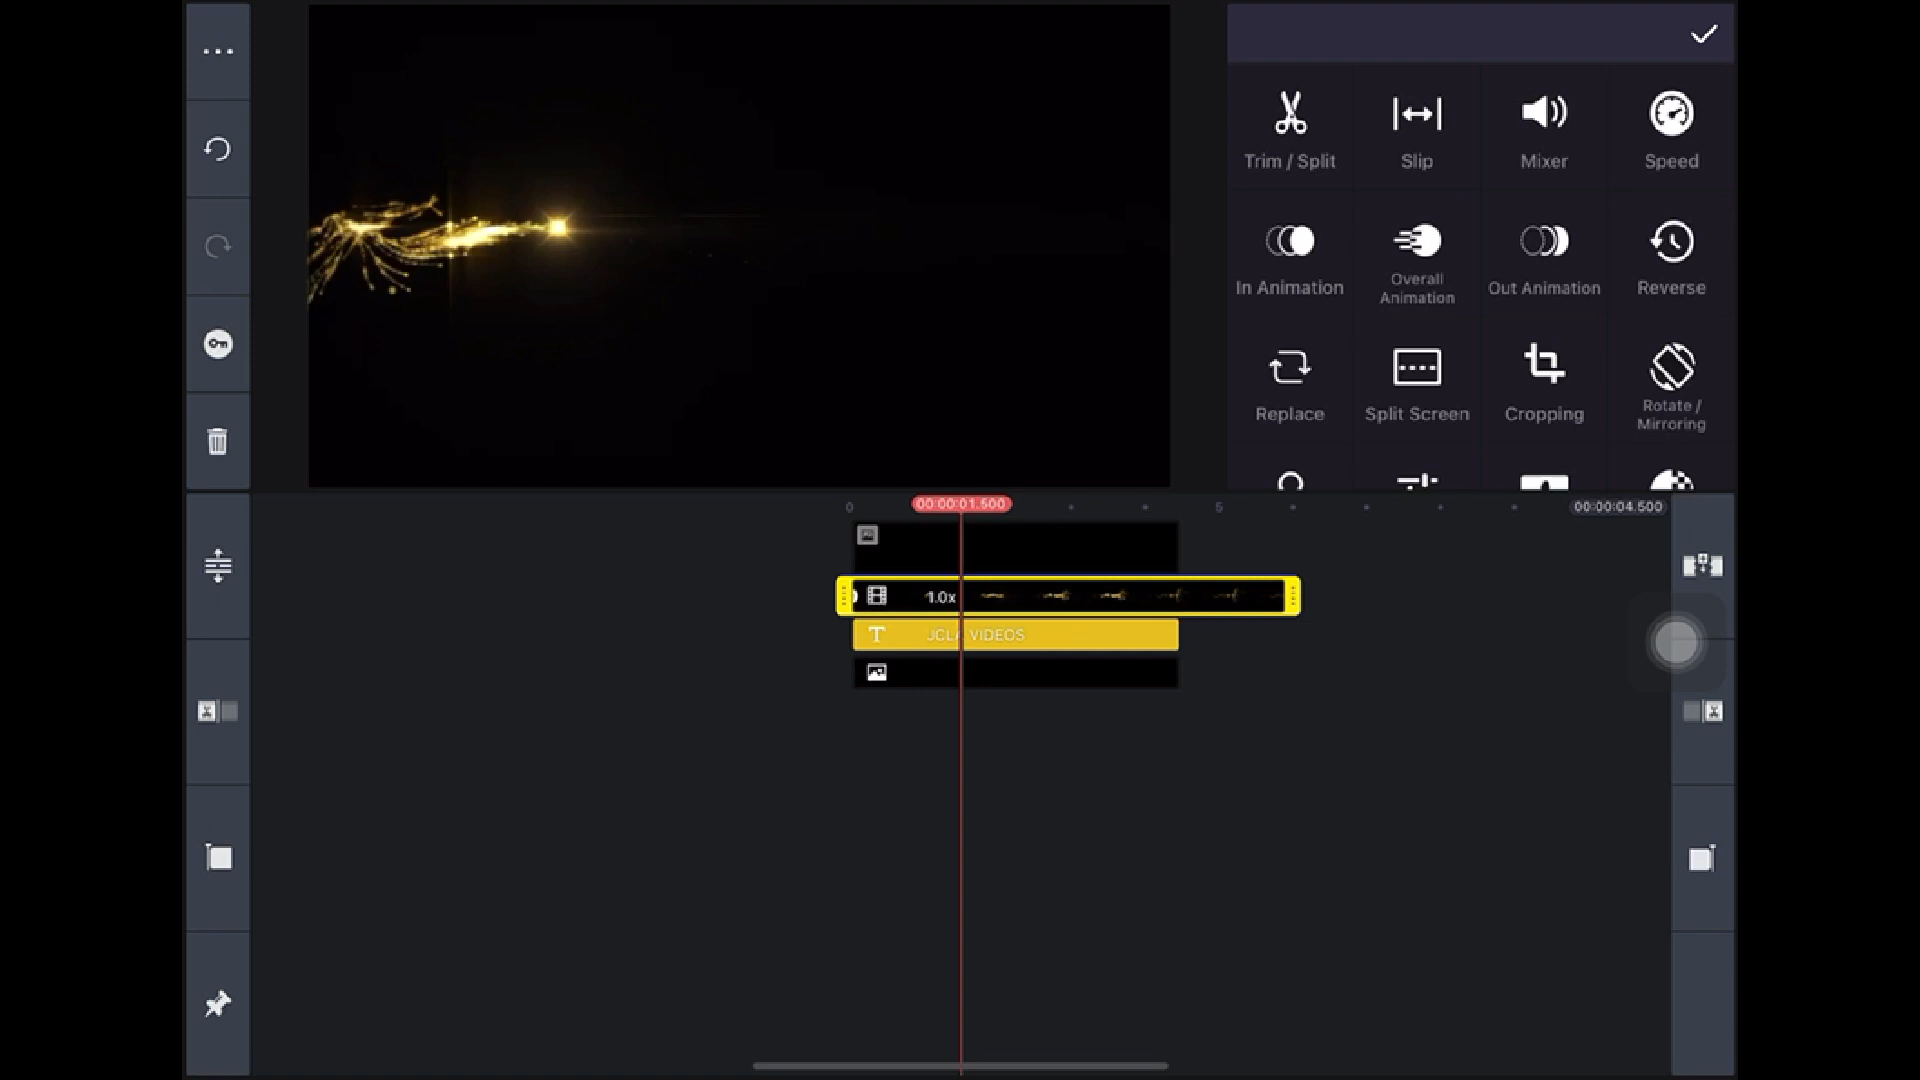 Trim / Split
Slip
Mixer
Speed
In Animation
Overall
Animation
Out Animation
Reverse
Replace
Split Screen
Cropping
Rotate /
Mirroring
0
00:00:01.500
5
00:00:04.500
1.0x
JCLA VIDEOS